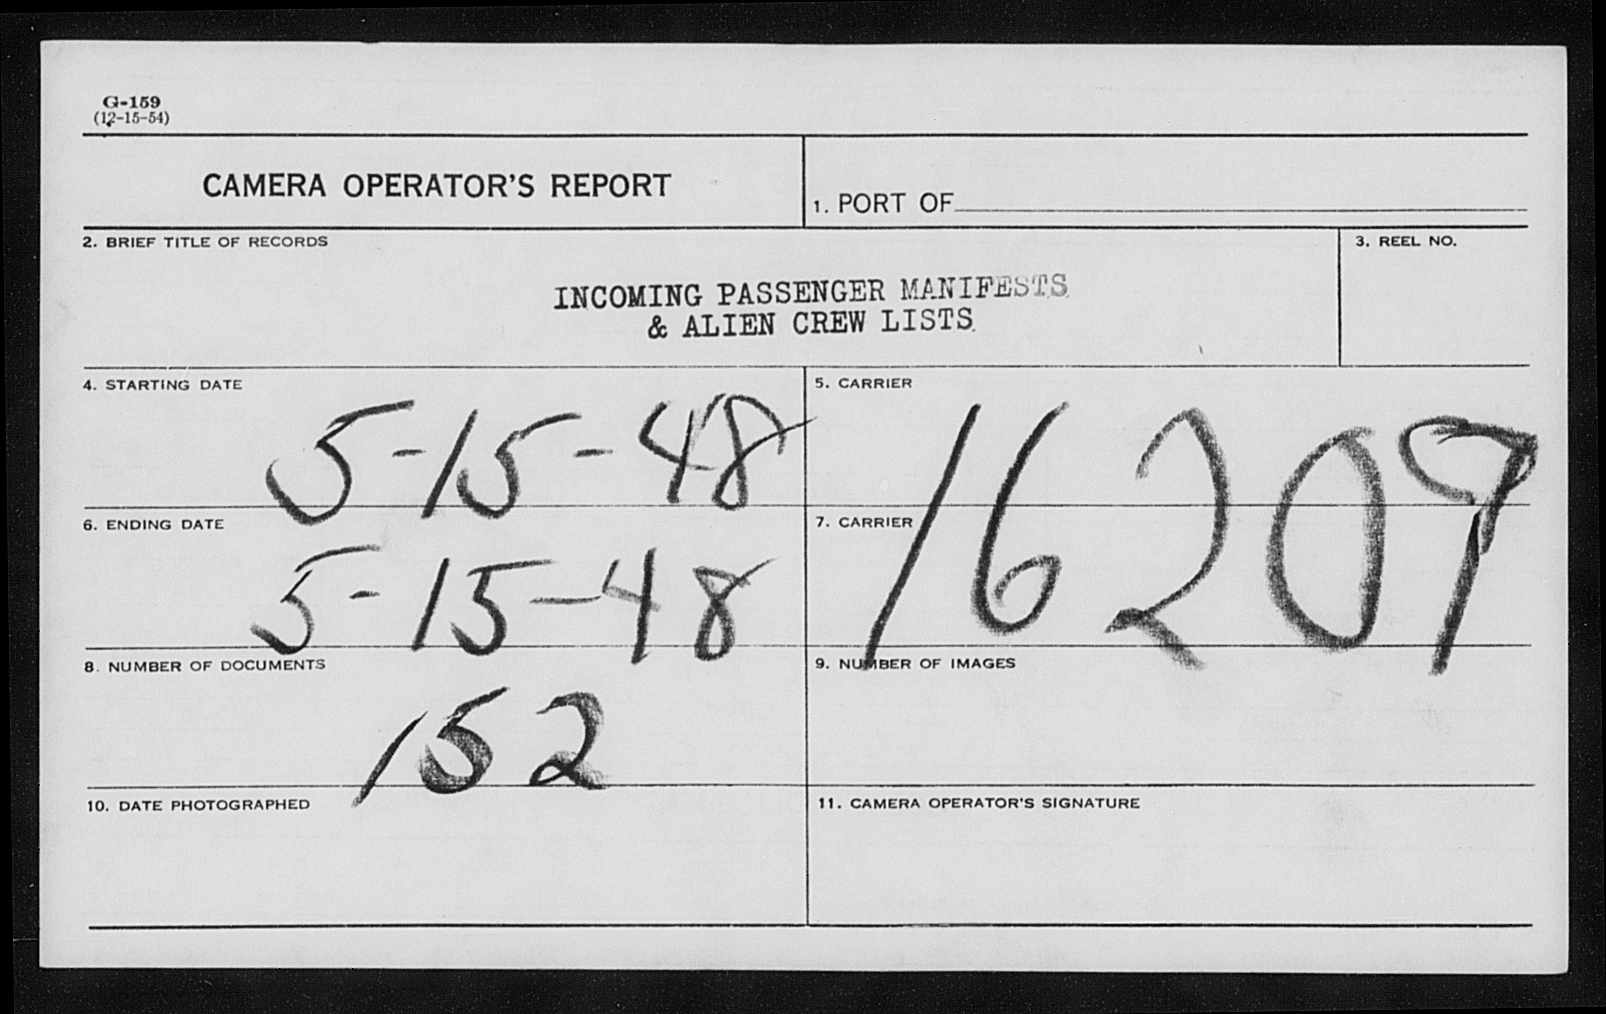 G-159
(12-15-54)
CAMERA OPERATOR'S REPORT
1. PORT OF
2. BRIEF TITLE OF RECORDS
3. REEL NO.
INCOMING PASSENGER MANIFESTS
& ALIEN CREW LISTS.
4. STARTING DATE
5-15-48
5. CARRIER
16209
6. ENDING DATE
5-15-48
7. CARRIER
8. NUMBER OF DOCUMENTS
152
9. NUMBER OF IMAGES
10. DATE PHOTOGRAPHED
11. CAMERA OPERATOR'S SIGNATURE